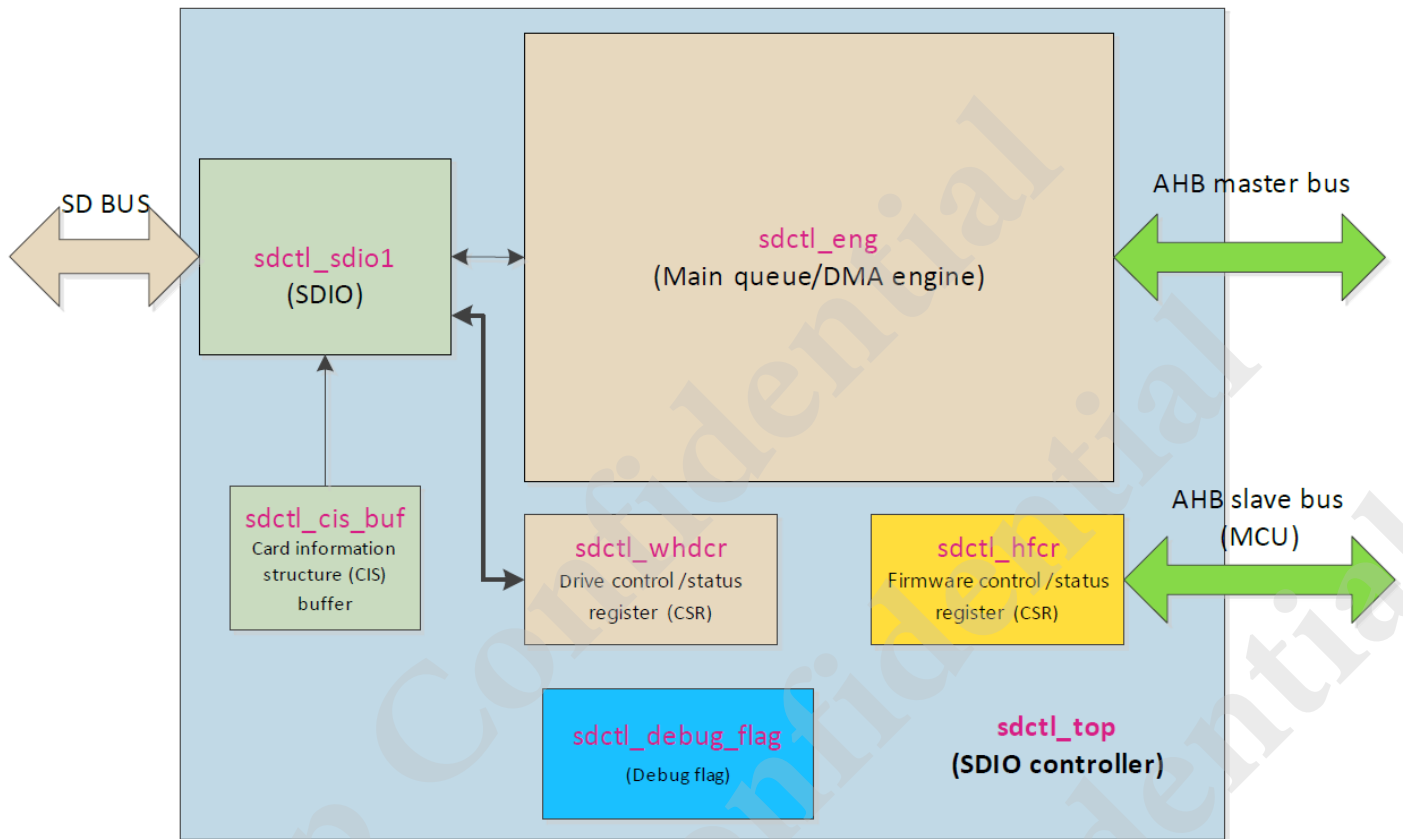 SD BUS
sdctl_sdio1
(SDIO)
sdctl_eng
(Main queue/DMA engine)
AHB master bus
sdctl_cis_buf
Card information
structure (CIS)
buffer
sdctl_whdcr
Drive control /status
register (CSR)
sdctl_hfcr
Firmware control /status
register (CSR)
AHB slave bus
(MCU)
sdctl_debug_flag
(Debug flag)
sdctl_top
(SDIO controller)
Confidential